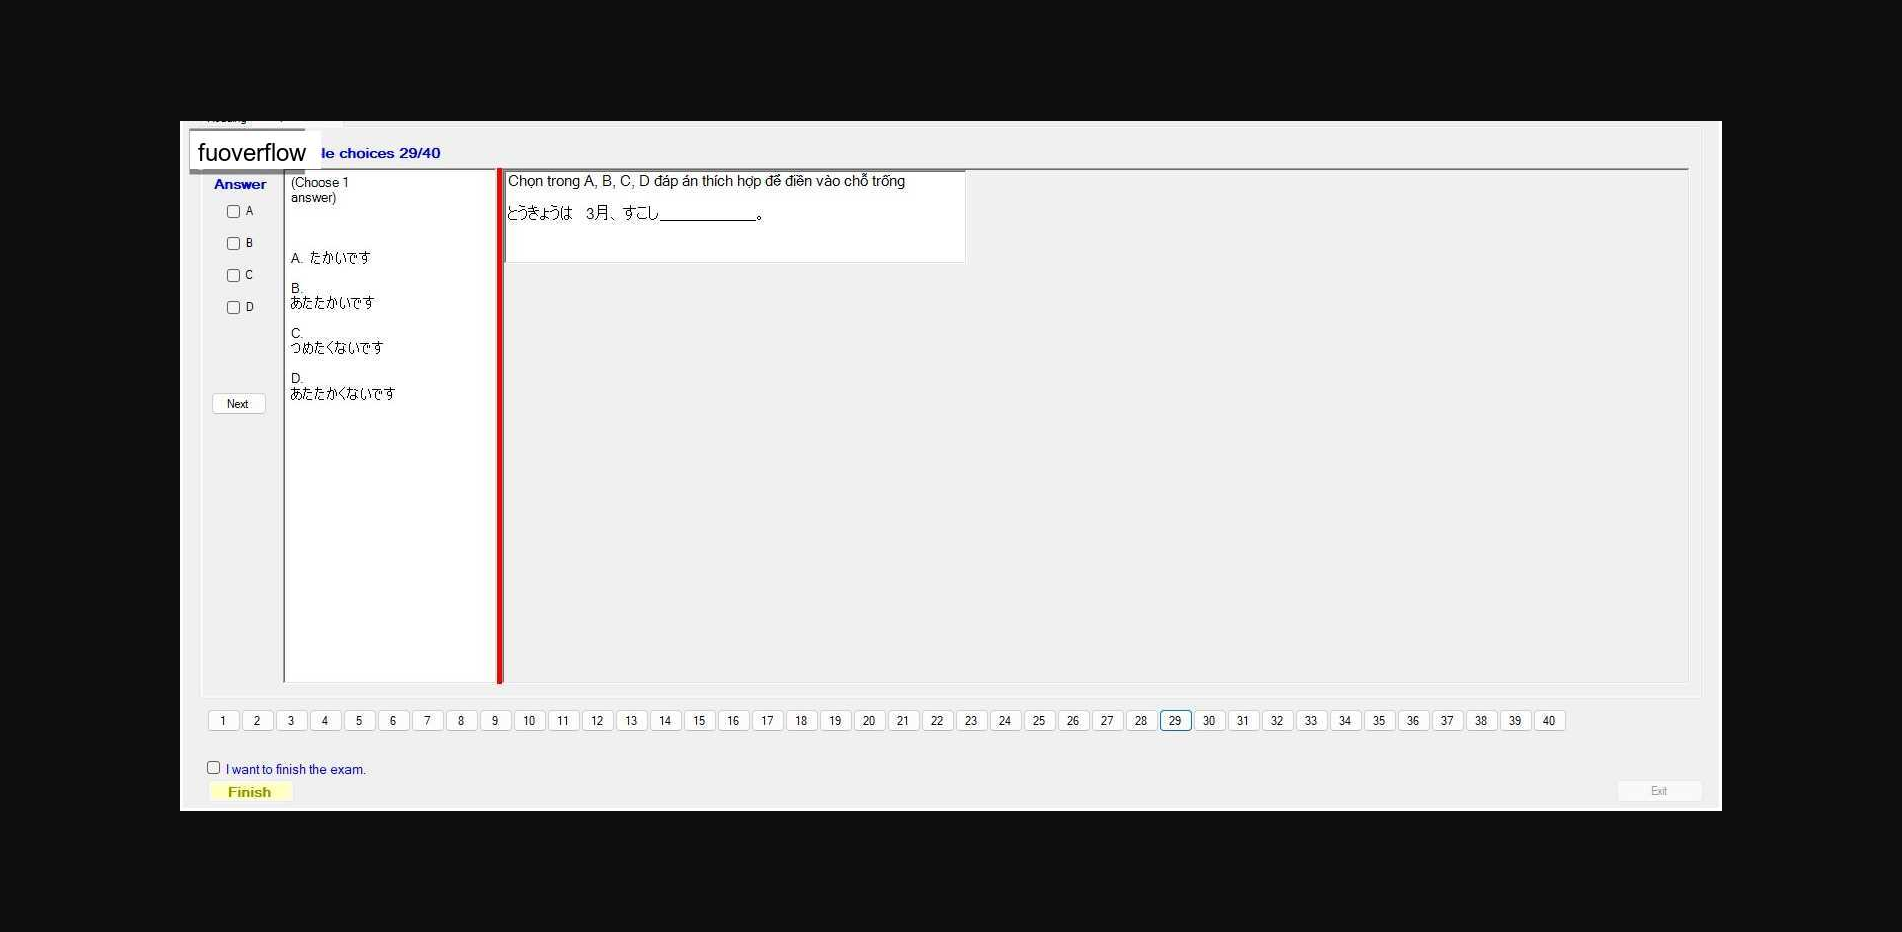 fuoverflow
le choices 29/40
Answer
(Choose 1
answer)
A
B
C
D
A. たかいです
B.
あたたかいです
C.
つめたくないです
D.
あたたかくないです
Next
Chọn trong A, B, C, D đáp án thích hợp để điền vào chỗ trống
とうきょうは 3月、すこし____________。
1 2 3 4 5 6 7 8 9 10 11 12 13 14 15 16 17 18 19 20 21 22 23 24 25 26 27 28 29 30 31 32 33 34 35 36 37 38 39 40
I want to finish the exam.
Finish
Exit